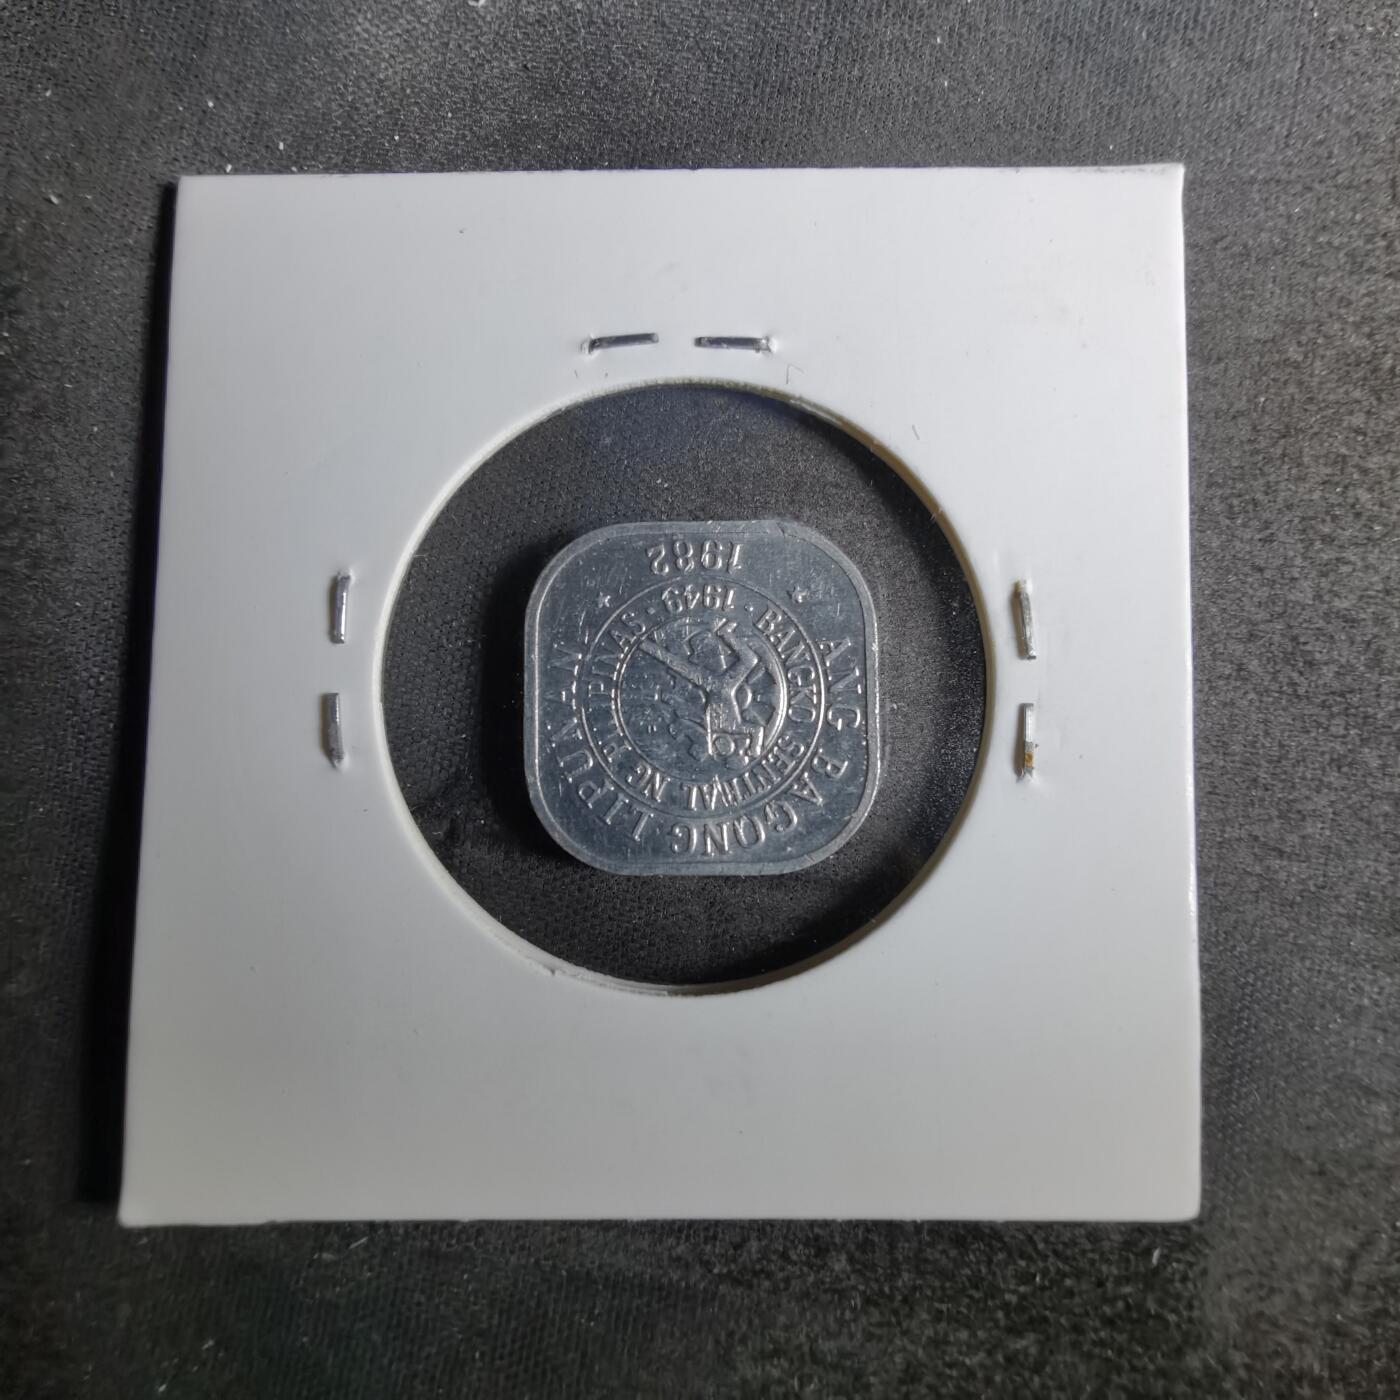 ANG BAGONG LIPUNAN
1982
BANGKO SENTRAL NG PILIPINAS
1949